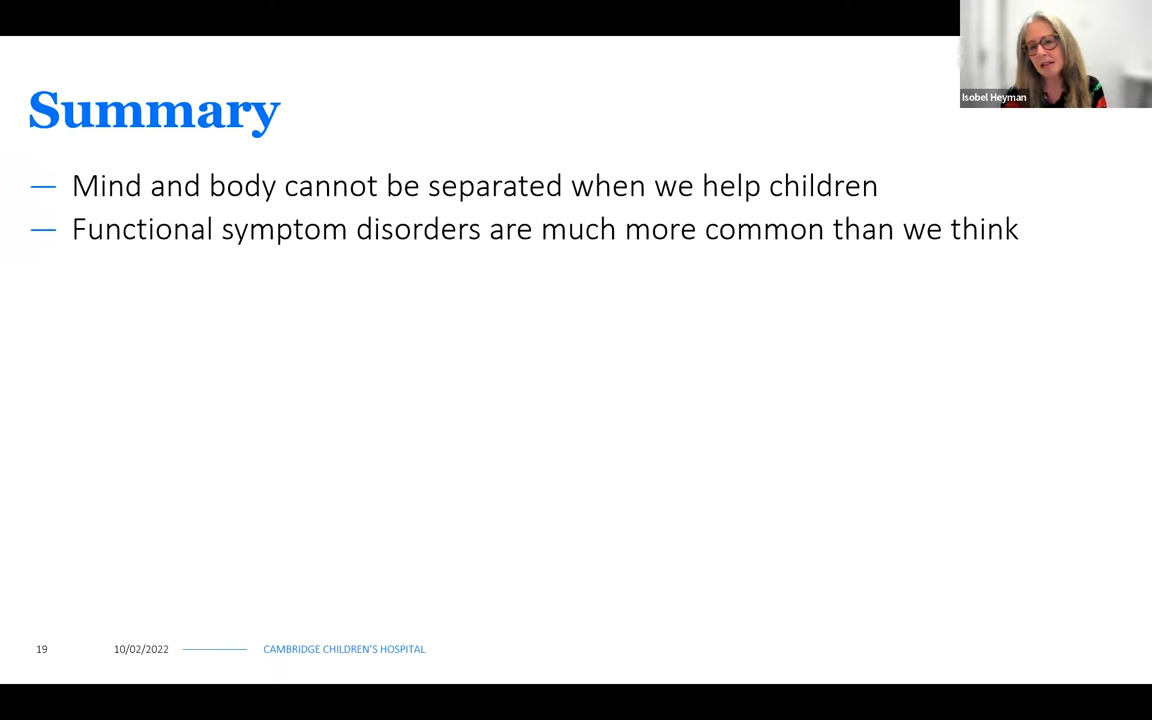 Isobel Heyman
Summary
— Mind and body cannot be separated when we help children
— Functional symptom disorders are much more common than we think
19 10/02/2022 CAMBRIDGE CHILDREN'S HOSPITAL